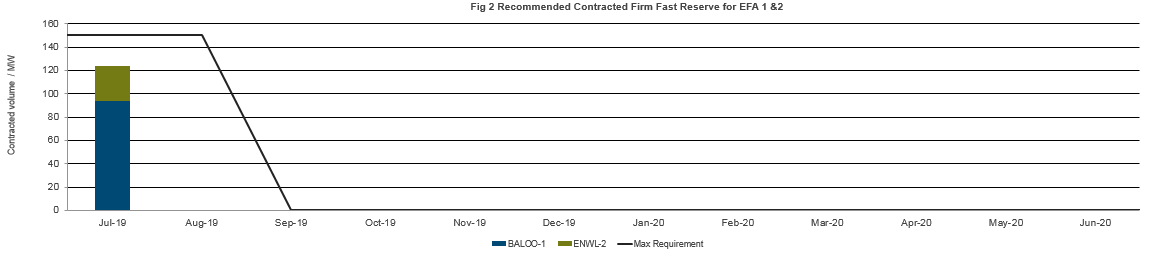 Fig 2 Recommended Contracted Firm Fast Reserve for EFA 1 &2
Contracted volume / MW
160
140
120
100
80
60
40
20
0
Jul-19 Aug-19 Sep-19 Oct-19 Nov-19 Dec-19 Jan-20 Feb-20 Mar-20 Apr-20 May-20 Jun-20
BALOO-1 ENWL-2 Max Requirement